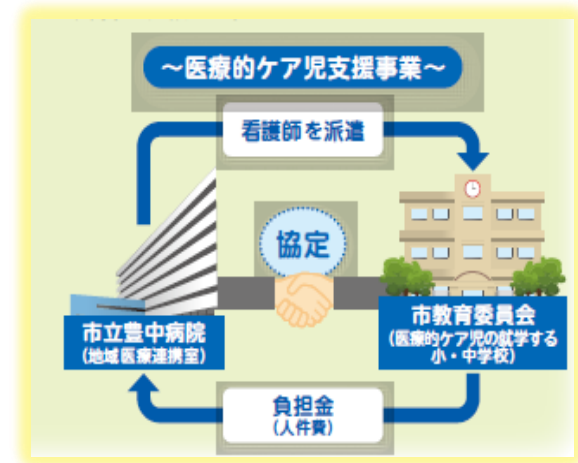 ～医療的ケア児支援事業～
看護師を派遣
協定
市立豊中病院
(地域医療連携室)
市教育委員会
(医療的ケア児の就学する
小・中学校)
負担金
(人件費)